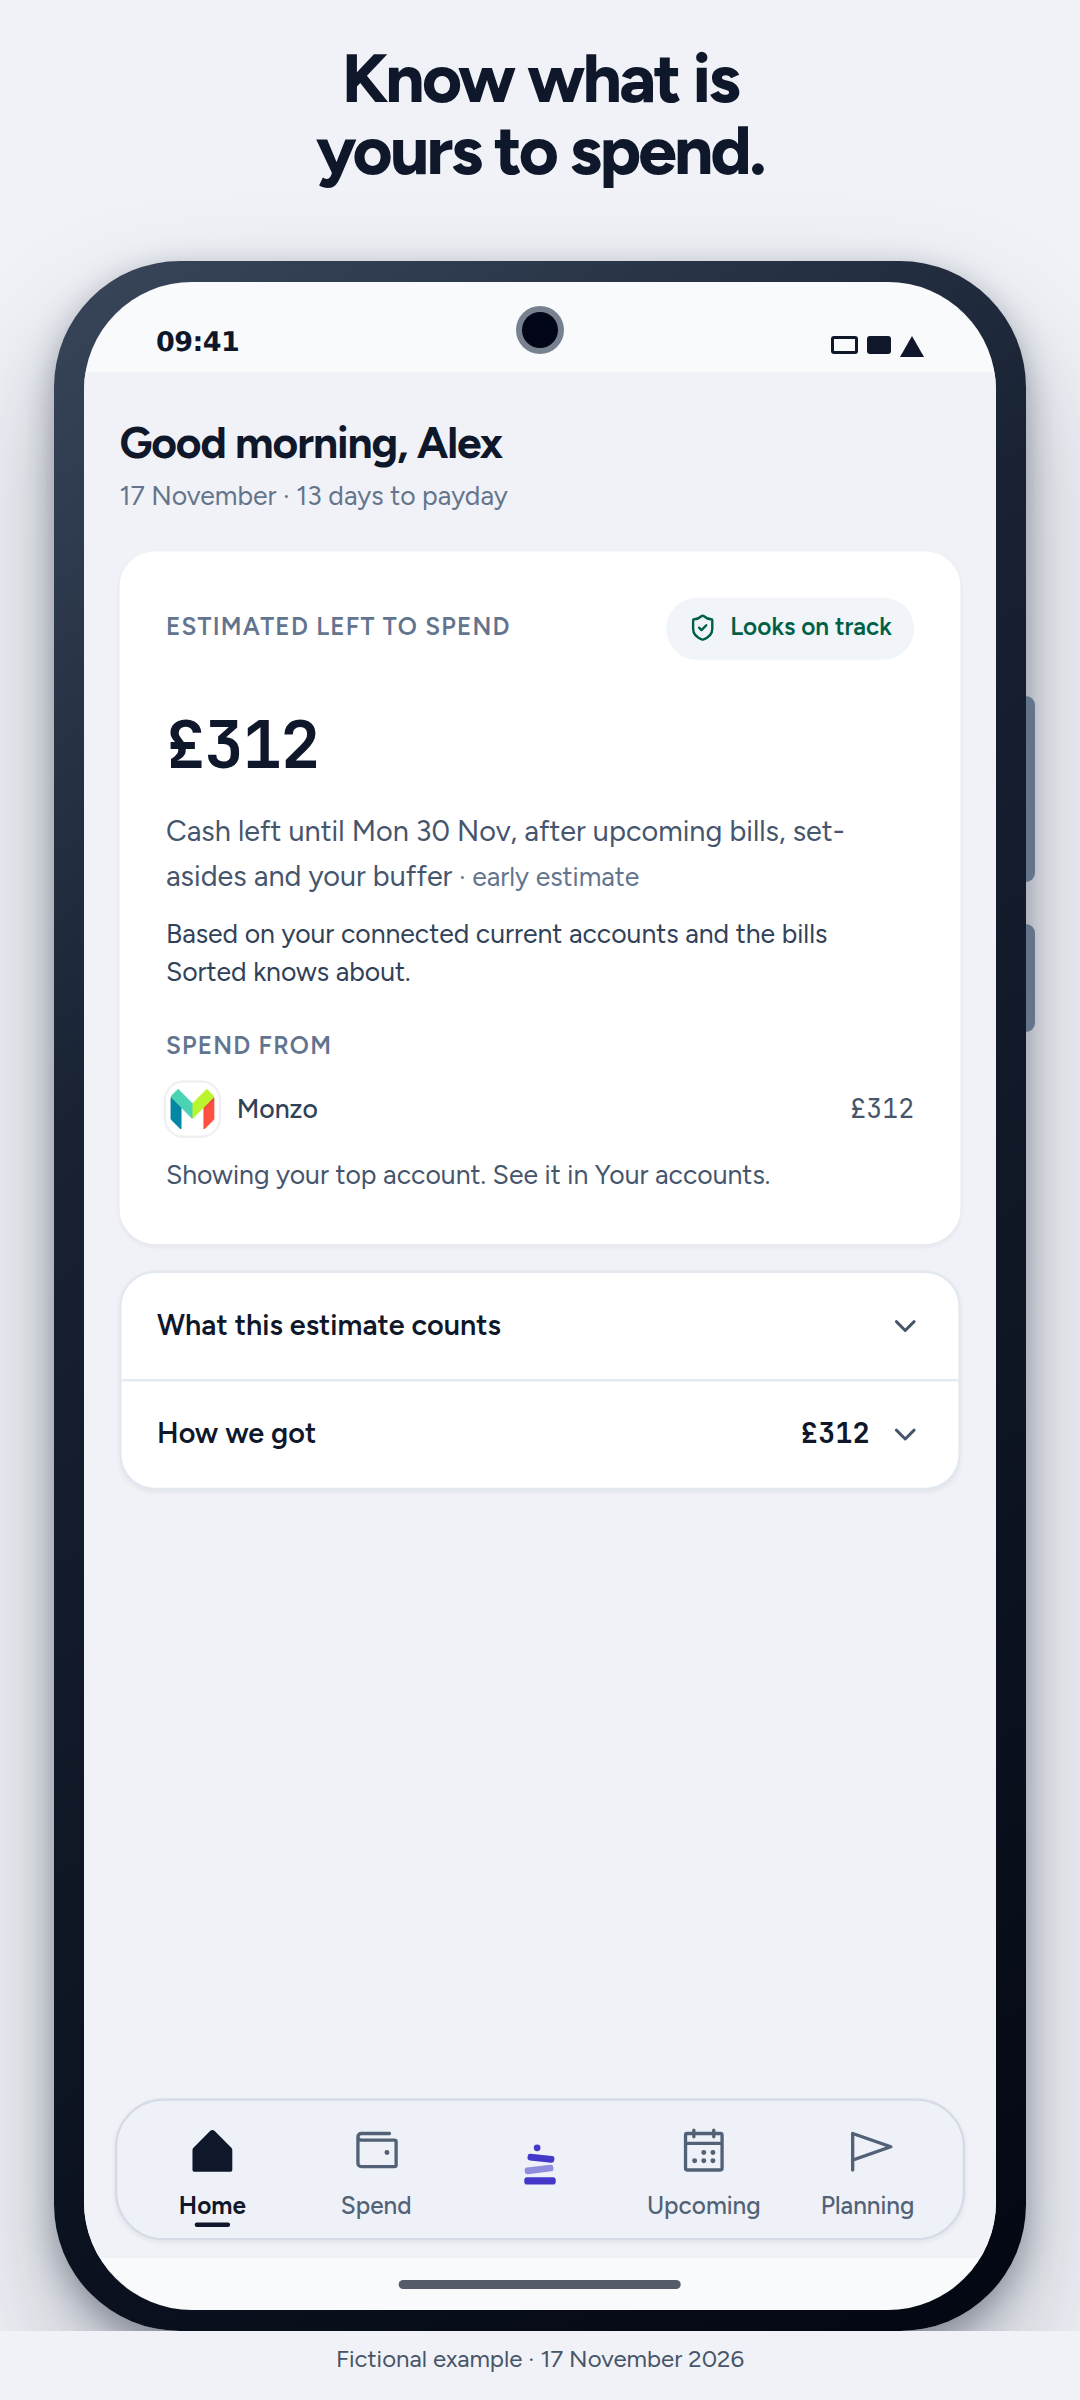 Know what is
yours to spend.
09:41
Good morning, Alex
17 November · 13 days to payday
ESTIMATED LEFT TO SPEND
Looks on track
£312
Cash left until Mon 30 Nov, after upcoming bills, set-
asides and your buffer · early estimate
Based on your connected current accounts and the bills
Sorted knows about.
SPEND FROM
Monzo £312
Showing your top account. See it in Your accounts.
What this estimate counts
How we got £312
Home Spend Upcoming Planning
Fictional example · 17 November 2026